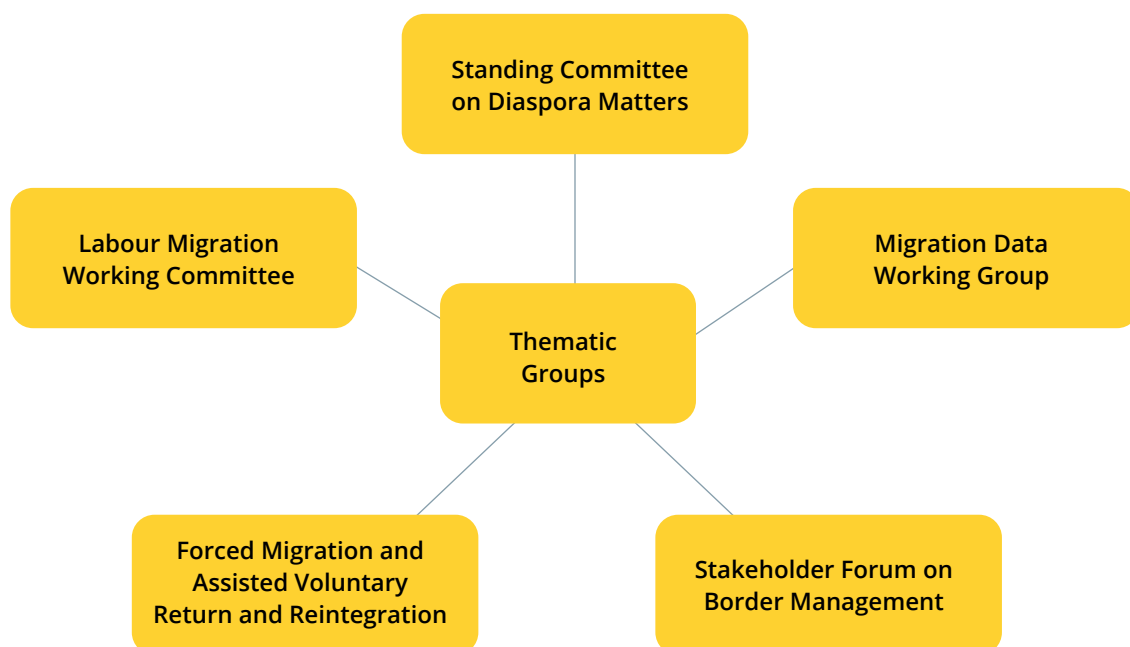 Standing Committee
on Diaspora Matters
Labour Migration
Working Committee
Migration Data
Working Group
Thematic
Groups
Forced Migration and
Assisted Voluntary
Return and Reintegration
Stakeholder Forum on
Border Management